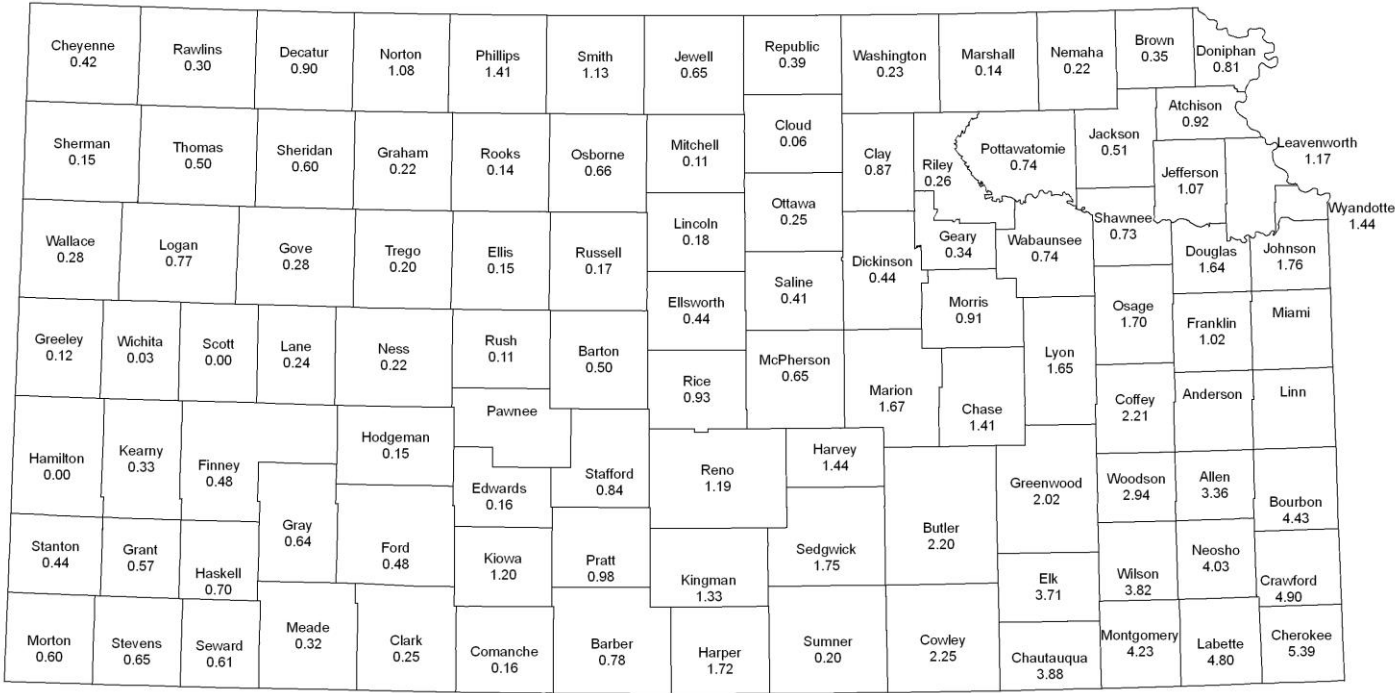 Cheyenne
0.42
Rawlins
0.30
Decatur
0.90
Norton
1.08
Phillips
1.41
Smith
1.13
Jewell
0.65
Republic
0.39
Washington
0.23
Marshall
0.14
Nemaha
0.22
Brown
0.35
Doniphan
0.81
Sherman
0.15
Thomas
0.50
Sheridan
0.60
Graham
0.22
Rooks
0.14
Osborne
0.66
Mitchell
0.11
Cloud
0.06
Clay
0.87
Riley
0.26
Pottawatomie
0.74
Jackson
0.51
Atchison
0.92
Jefferson
1.07
Leavenworth
1.17
Wyandotte
1.44
Wallace
0.28
Logan
0.77
Gove
0.28
Trego
0.20
Ellis
0.15
Russell
0.17
Lincoln
0.18
Ottawa
0.25
Saline
0.41
Dickinson
0.44
Geary
0.34
Wabaunsee
0.74
Shawnee
0.73
Douglas
1.64
Johnson
1.76
Greeley
0.12
Wichita
0.03
Scott
0.00
Lane
0.24
Ness
0.22
Rush
0.11
Barton
0.50
Ellsworth
0.44
Rice
0.93
McPherson
0.65
Marion
1.67
Morris
0.91
Chase
1.41
Lyon
1.65
Osage
1.70
Franklin
1.02
Miami
Coffey
2.21
Anderson
Linn
Hamilton
0.00
Kearny
0.33
Finney
0.48
Hodgeman
0.15
Pawnee
Edwards
0.16
Stafford
0.84
Reno
1.19
Harvey
1.44
Butler
2.20
Greenwood
2.02
Woodson
2.94
Allen
3.36
Bourbon
4.43
Stanton
0.44
Grant
0.57
Haskell
0.70
Gray
0.64
Ford
0.48
Kiowa
1.20
Pratt
0.98
Kingman
1.33
Sedgwick
1.75
Elk
3.71
Wilson
3.82
Neosho
4.03
Crawford
4.90
Morton
0.60
Stevens
0.65
Seward
0.61
Meade
0.32
Clark
0.25
Comanche
0.16
Barber
0.78
Harper
1.72
Sumner
0.20
Cowley
2.25
Chautauqua
3.88
Montgomery
4.23
Labette
4.80
Cherokee
5.39